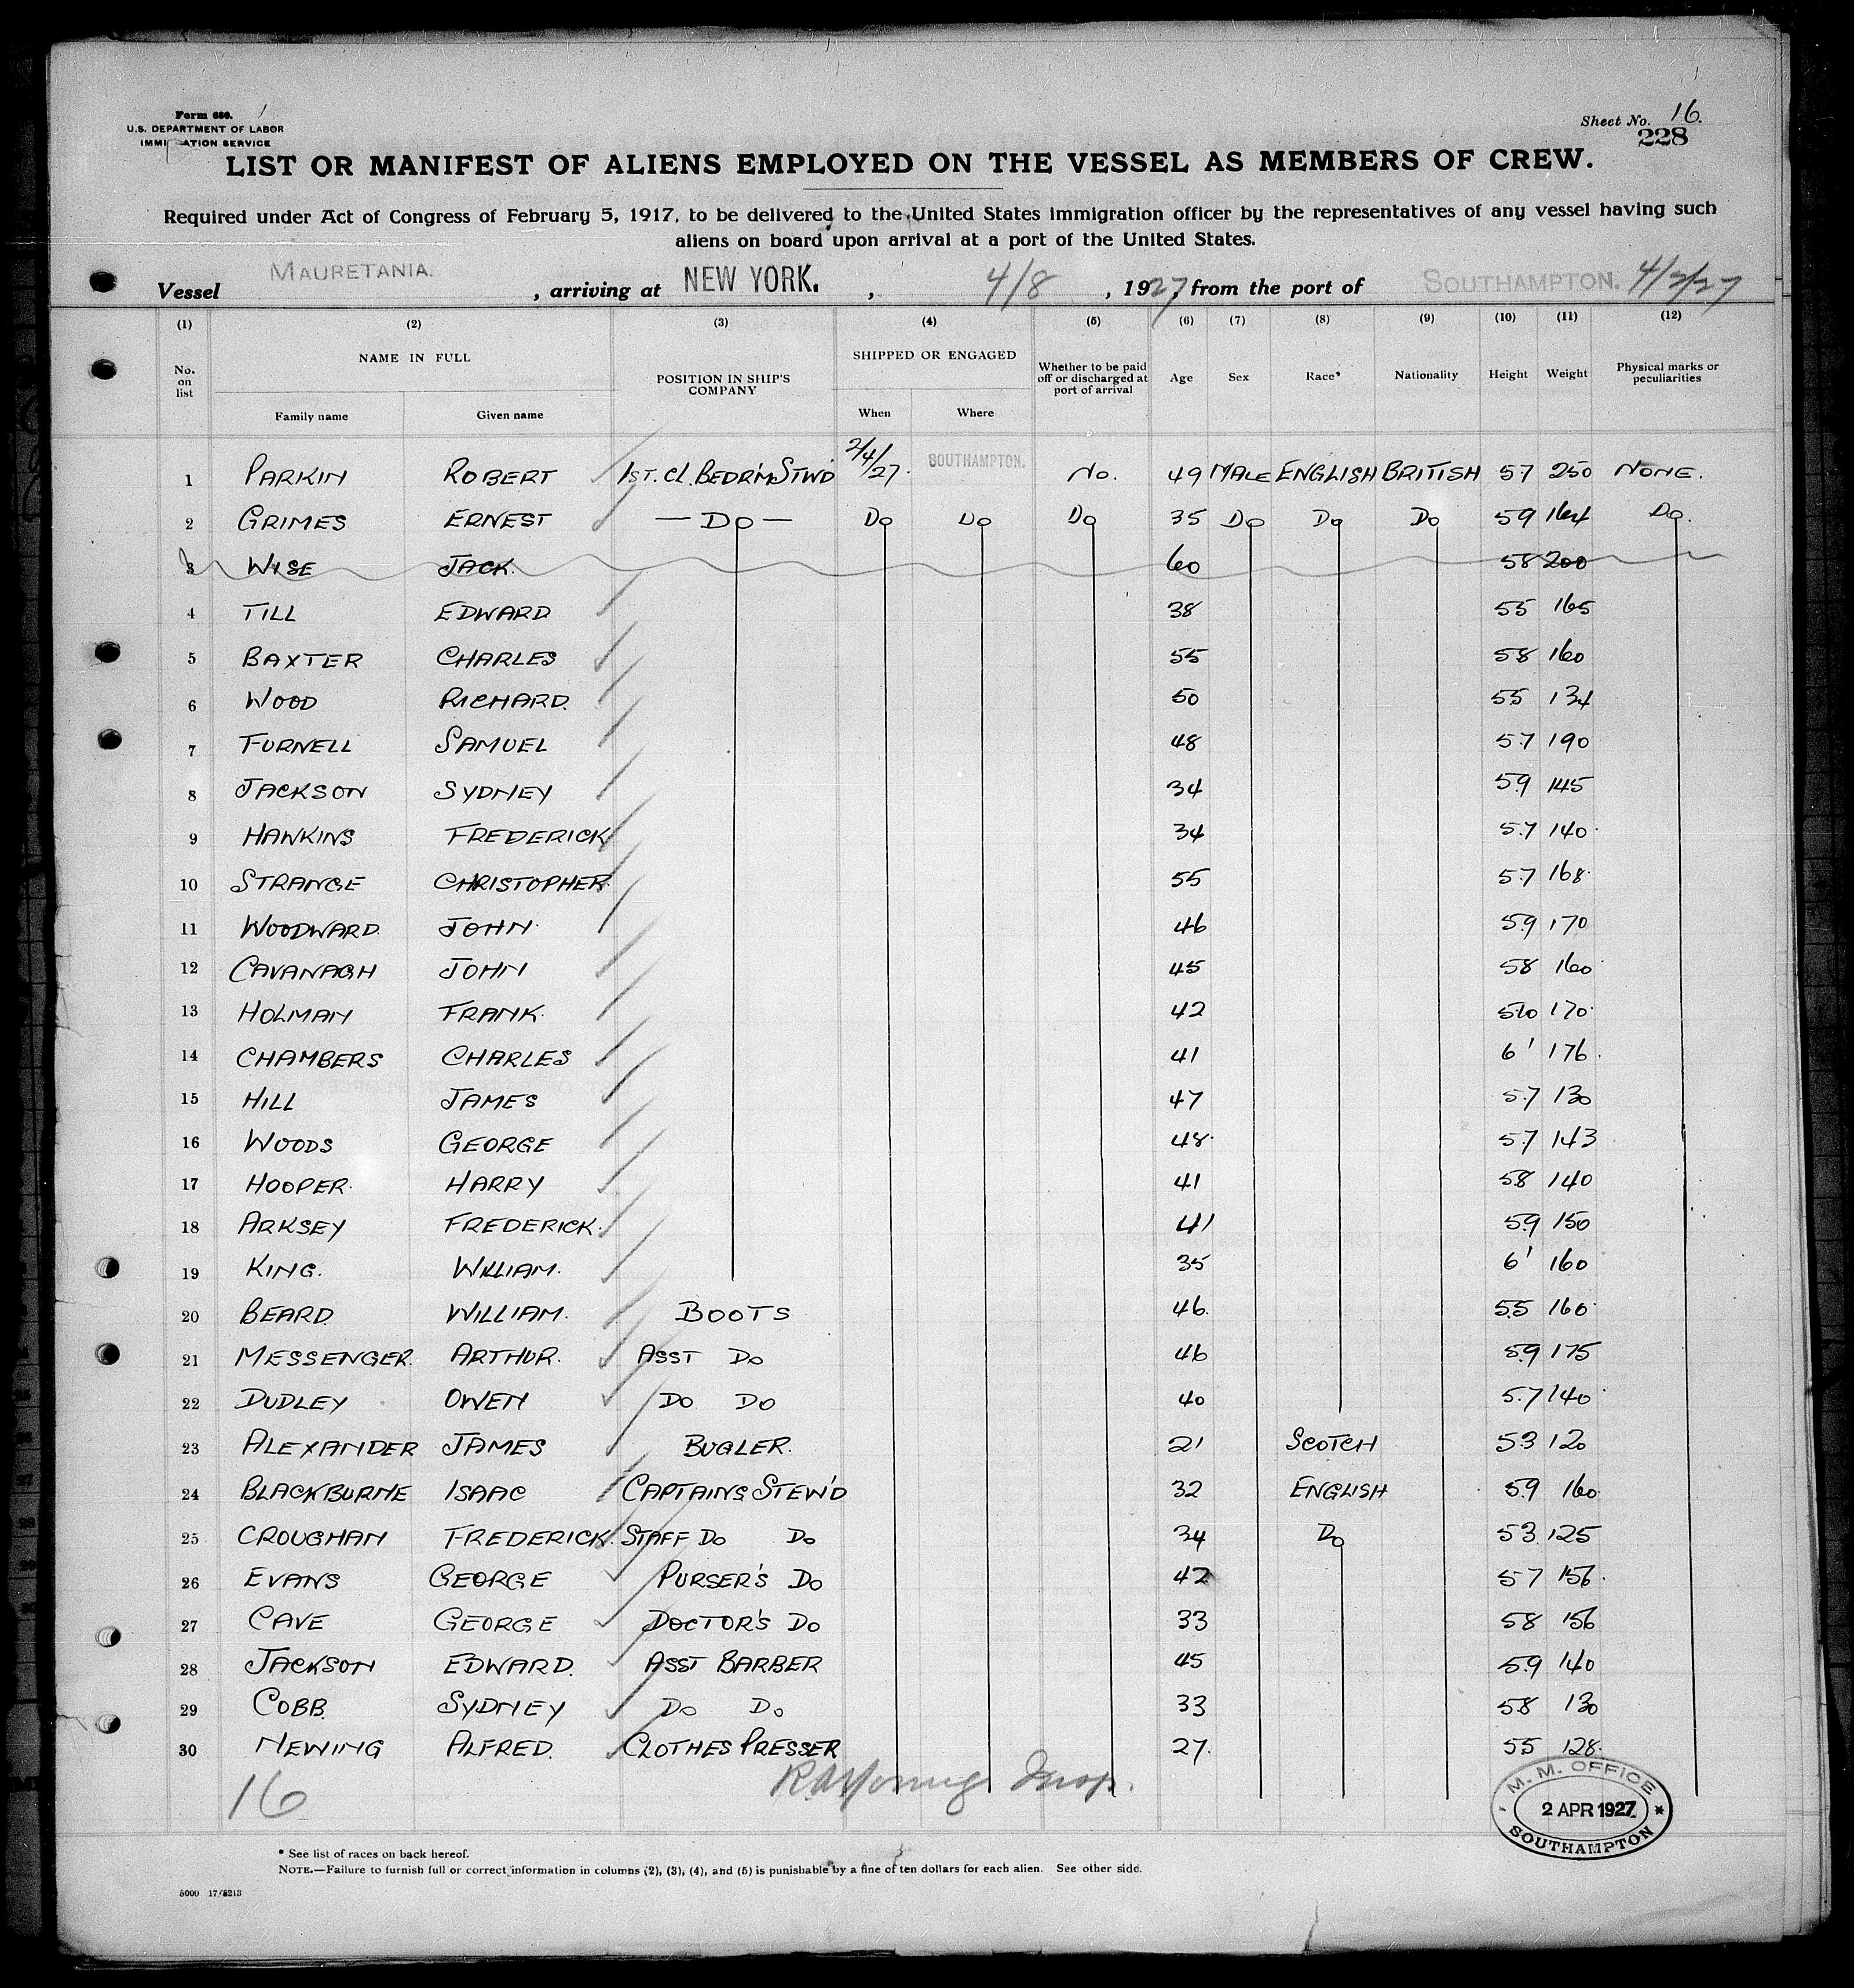 Form 680.
U.S. DEPARTMENT OF LABOR
IMMIGRATION SERVICE
Sheet No. 16.
228
LIST OR MANIFEST OF ALIENS EMPLOYED ON THE VESSEL AS MEMBERS OF CREW.
Required under Act of Congress of February 5, 1917, to be delivered to the United States immigration officer by the representatives of any vessel having such
aliens on board upon arrival at a port of the United States.
Vessel MAURETANIA. , arriving at NEW YORK. , 4/8 , 1927, from the port of SOUTHAMPTON. 4/2/27
(1) (2) (3) (4) (5) (6) (7) (8) (9) (10) (11) (12)
No. on list NAME IN FULL Family name Given name POSITION IN SHIP'S COMPANY SHIPPED OR ENGAGED When Where Whether to be paid off or discharged at port of arrival Age Sex Race* Nationality Height Weight Physical marks or peculiarities
1 PARKIN ROBERT 1ST. Cl. BEDR'M STWD 2/4/27. SOUTHAMPTON. No. 49 MALE ENGLISH BRITISH 57 250 NONE.
2 GRIMES ERNEST — Do — Do Do Do 35 Do Do Do 59 164 Do.
3 WISE JACK. 60 58 200
4 TILL EDWARD 38 55 165
5 BAXTER CHARLES 55 58 160
6 WOOD RICHARD. 50 55 134
7 FURNELL SAMUEL 48 5.7 190
8 JACKSON SYDNEY 34 59 145
9 HAWKINS FREDERICK 34 5.7 140
10 STRANGE CHRISTOPHER. 55 5.7 168
11 WOODWARD. JOHN. 46 59 170
12 CAVANAGH JOHN 45 58 160
13 HOLMAN FRANK. 42 510 170
14 CHAMBERS CHARLES 41 6' 176.
15 HILL JAMES 47 5.7 130
16 WOODS GEORGE 48. 5.7 143
17 HOOPER. HARRY 41 58 140
18 ARKSEY FREDERICK. 41 59 150
19 KING. WILLIAM. 35 6' 160
20 BEARD. WILLIAM. BOOTS 46. 55 160
21 MESSENGER. ARTHUR. ASST Do 46 59 175
22 DUDLEY OWEN Do Do 40 5.7 140
23 ALEXANDER JAMES BUGLER. 21 SCOTCH 53 120
24 BLACKBURNE ISAAC CAPTAINS STEW'D 32 ENGLISH 59 160
25 CROUGHAN FREDERICK. STAFF Do Do 34 Do 53 125
26 EVANS GEORGE PURSER'S Do 42 57 156.
27 CAVE GEORGE DOCTOR'S Do 33 58 156
28 JACKSON EDWARD. ASST BARBER 45 59 140
29 COBB. SYDNEY Do Do 33 58 130
30 NEWING ALFRED. CLOTHES PRESSER 27. 55 128.
16
M. M. OFFICE
2 APR 1927
SOUTHAMPTON
* See list of races on back hereof.
NOTE.—Failure to furnish full or correct information in columns (2), (3), (4), and (5) is punishable by a fine of ten dollars for each alien. See other side.